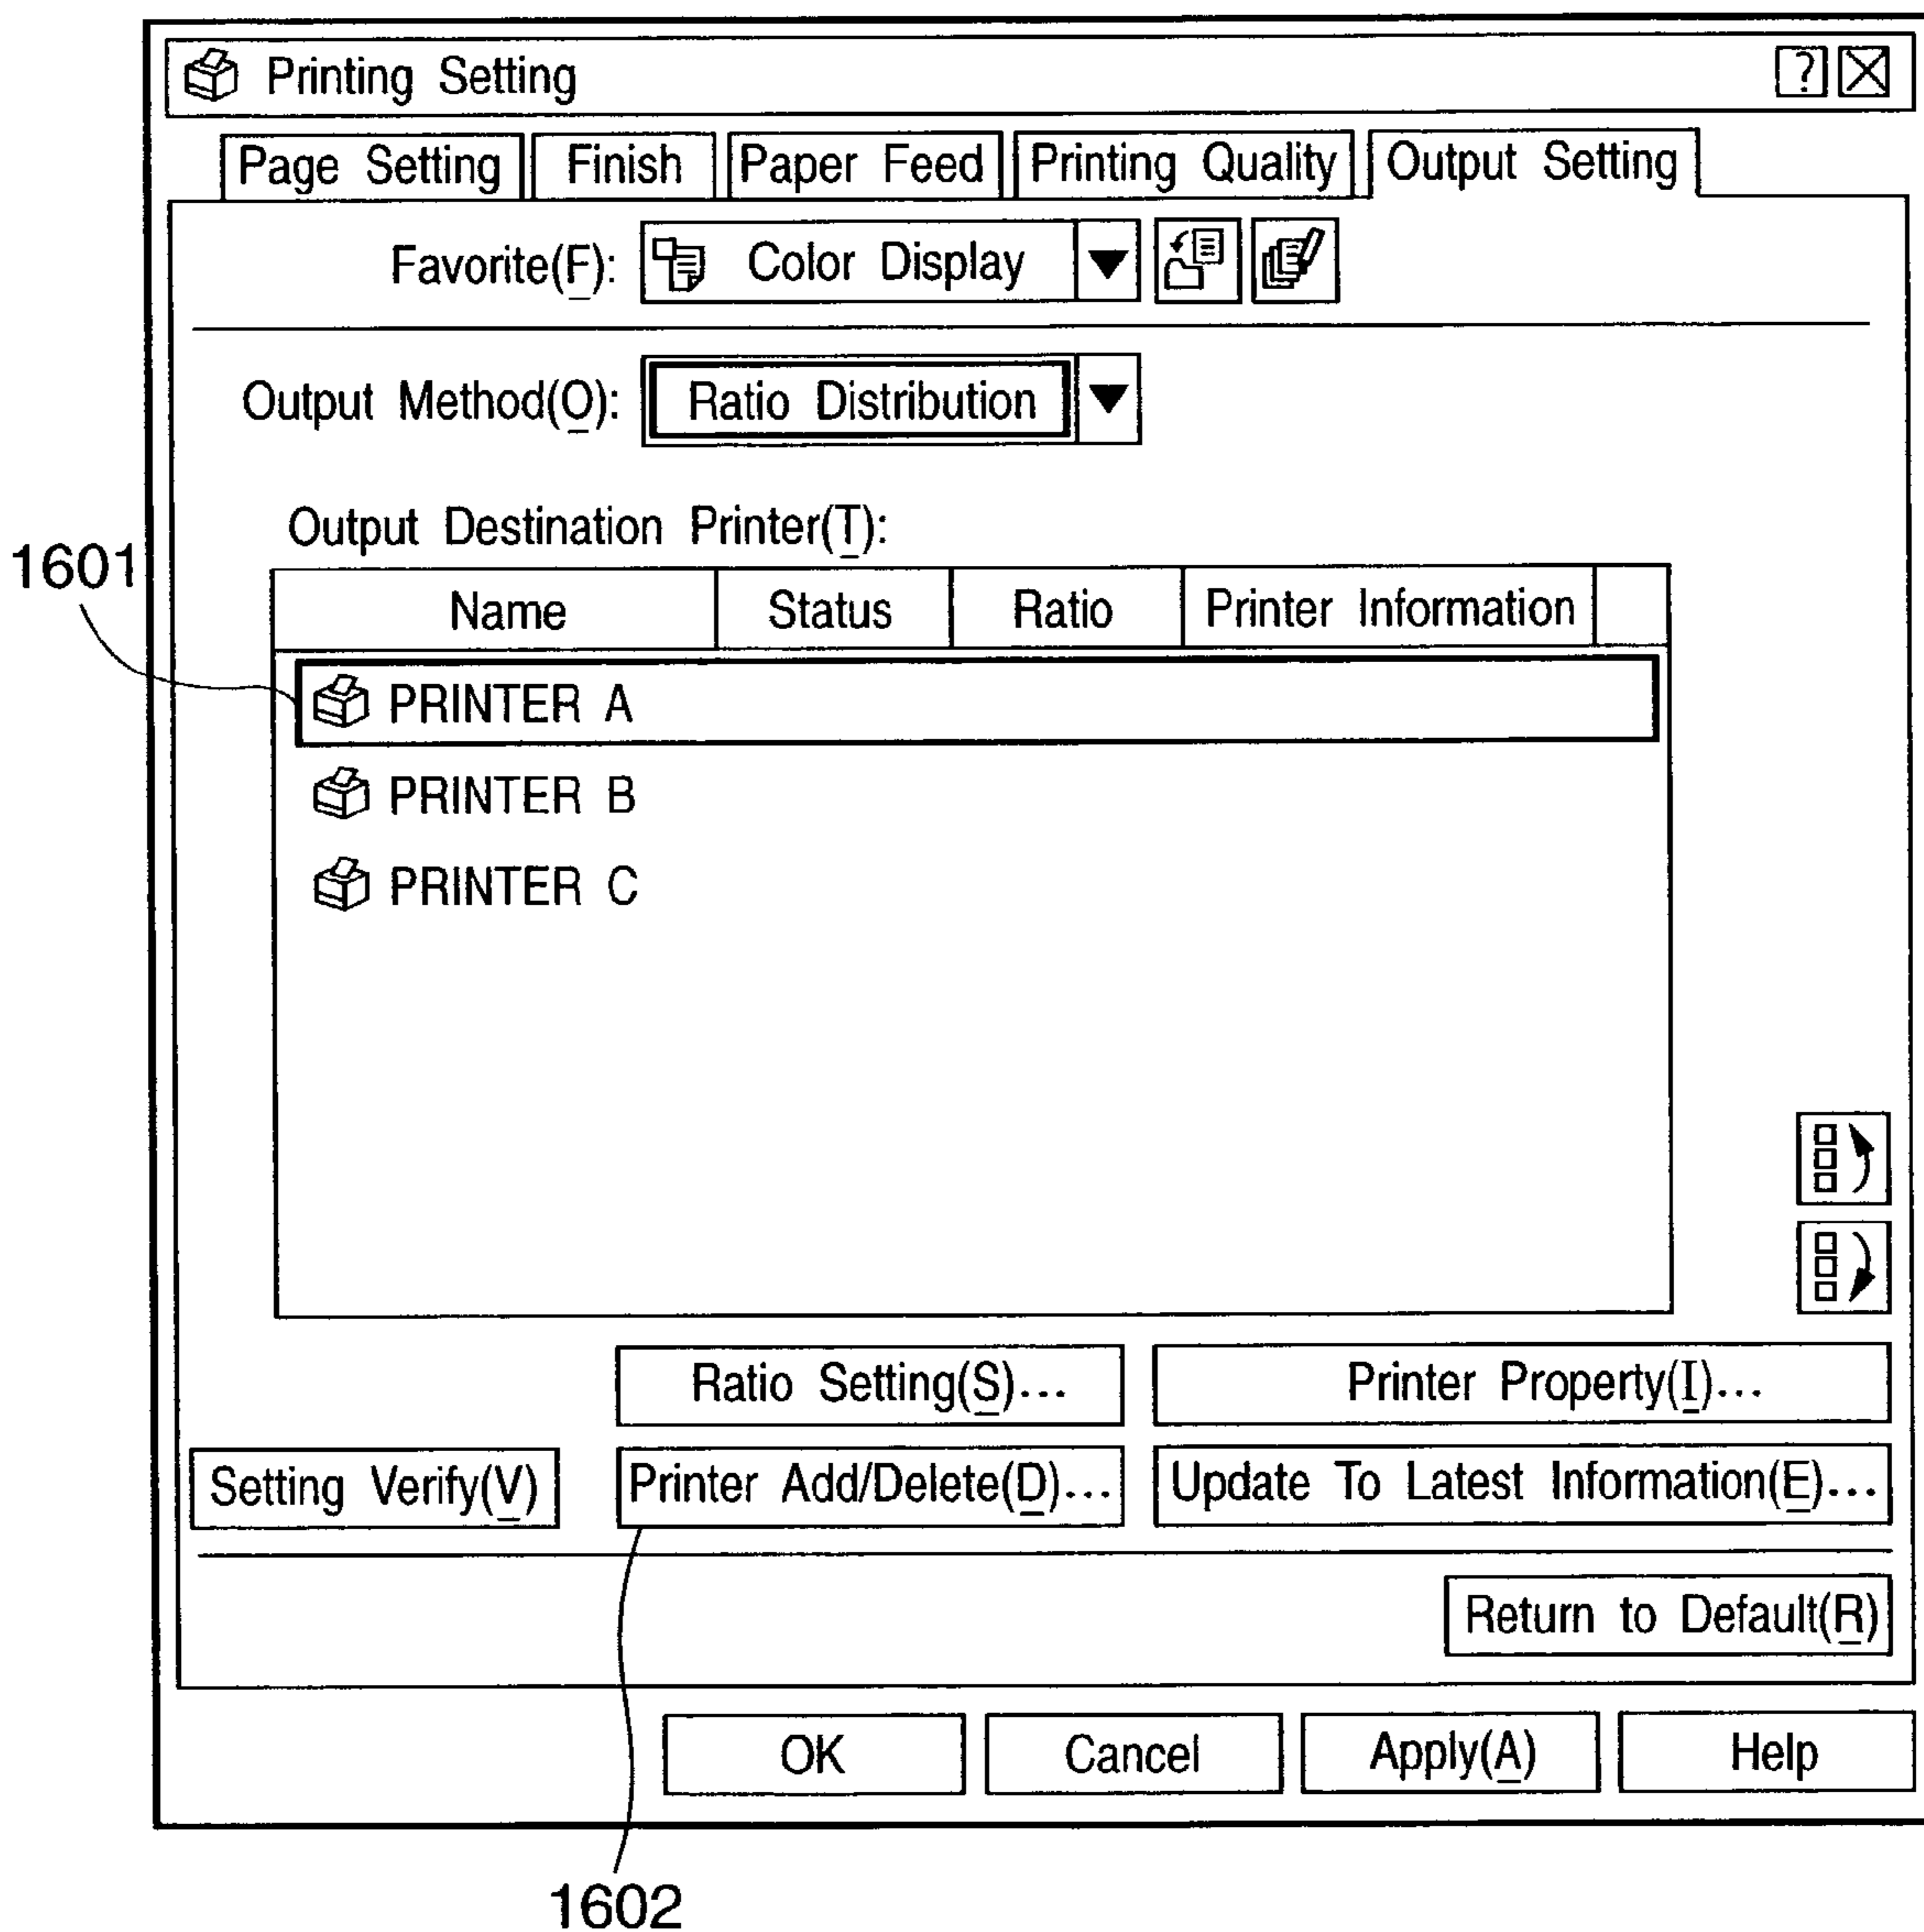 Printing Setting ?
Page Setting Finish Paper Feed Printing Quality Output Setting
Favorite(F): Color Display
Output Method(O): Ratio Distribution
Output Destination Printer(T):
1601
Name Status Ratio Printer Information
PRINTER A
PRINTER B
PRINTER C
Ratio Setting(S)... Printer Property(I)...
Setting Verify(V) Printer Add/Delete(D)... Update To Latest Information(E)...
Return to Default(R)
OK Cancel Apply(A) Help
1602